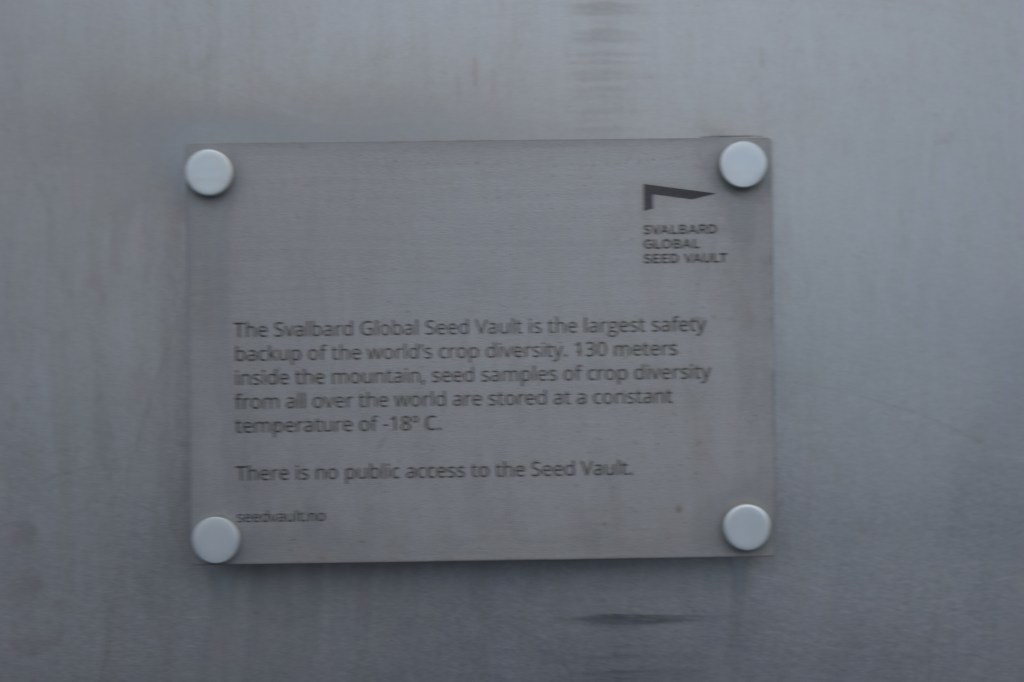 SVALBARD
GLOBAL
SEED VAULT
The Svalbard Global Seed Vault is the largest safety
backup of the world's crop diversity. 130 meters
inside the mountain, seed samples of crop diversity
from all over the world are stored at a constant
temperature of -18° C.
There is no public access to the Seed Vault.
seedvault.no